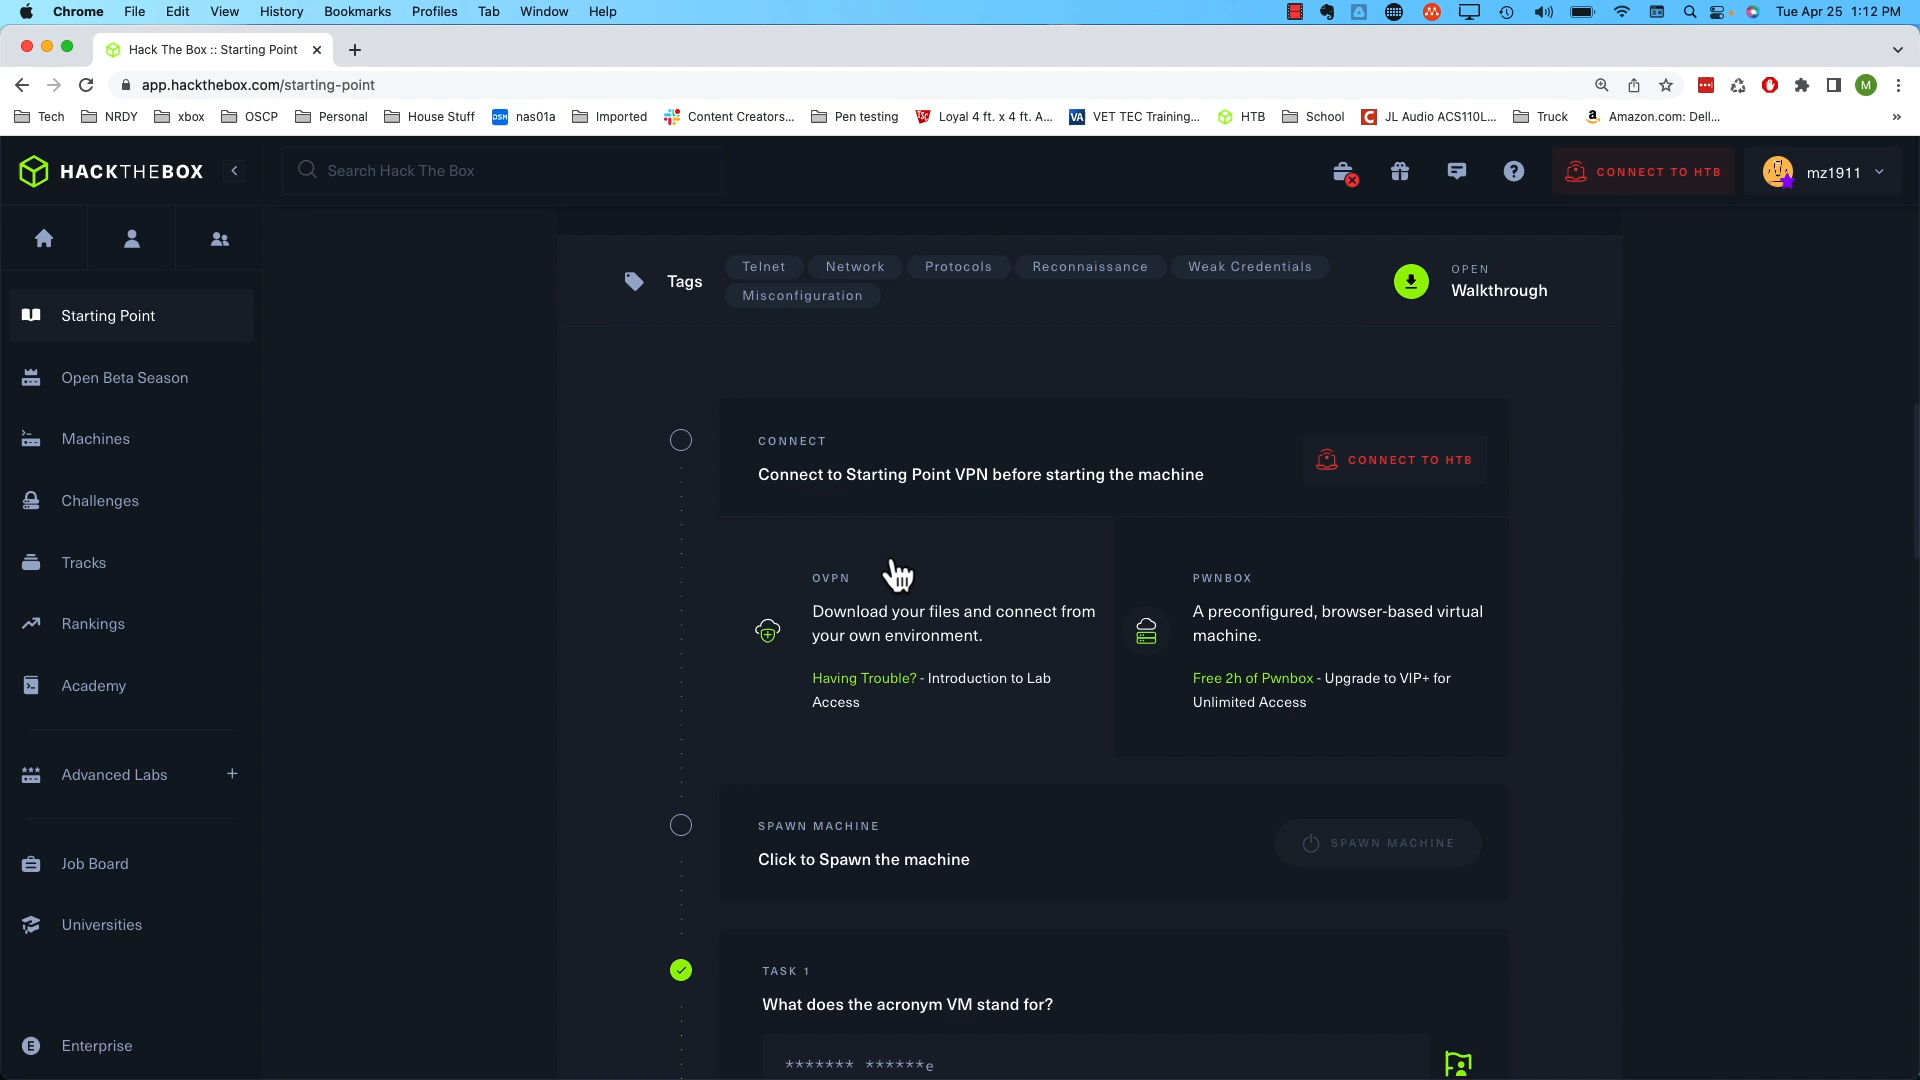 Chrome File Edit View History Bookmarks Profiles Tab Window Help Tue Apr 25 1:12 PM
Hack The Box :: Starting Point
app.hackthebox.com/starting-point M
Tech NRDY xbox OSCP Personal House Stuff DSM nas01a Imported Content Creators... Pen testing TSC Loyal 4 ft. x 4 ft. A... VA VET TEC Training... HTB School JL Audio ACS110L... Truck Amazon.com: Dell... »
HACKTHEBOX
Search Hack The Box
CONNECT TO HTB
mz1911
Starting Point
Open Beta Season
Machines
Challenges
Tracks
Rankings
Academy
Advanced Labs +
Job Board
Universities
E Enterprise
Tags
Telnet Network Protocols Reconnaissance Weak Credentials
Misconfiguration
OPEN
Walkthrough
CONNECT
Connect to Starting Point VPN before starting the machine
CONNECT TO HTB
OVPN
Download your files and connect from
your own environment.
Having Trouble? - Introduction to Lab
Access
PWNBOX
A preconfigured, browser-based virtual
machine.
Free 2h of Pwnbox - Upgrade to VIP+ for
Unlimited Access
SPAWN MACHINE
Click to Spawn the machine
SPAWN MACHINE
TASK 1
What does the acronym VM stand for?
******* ******e